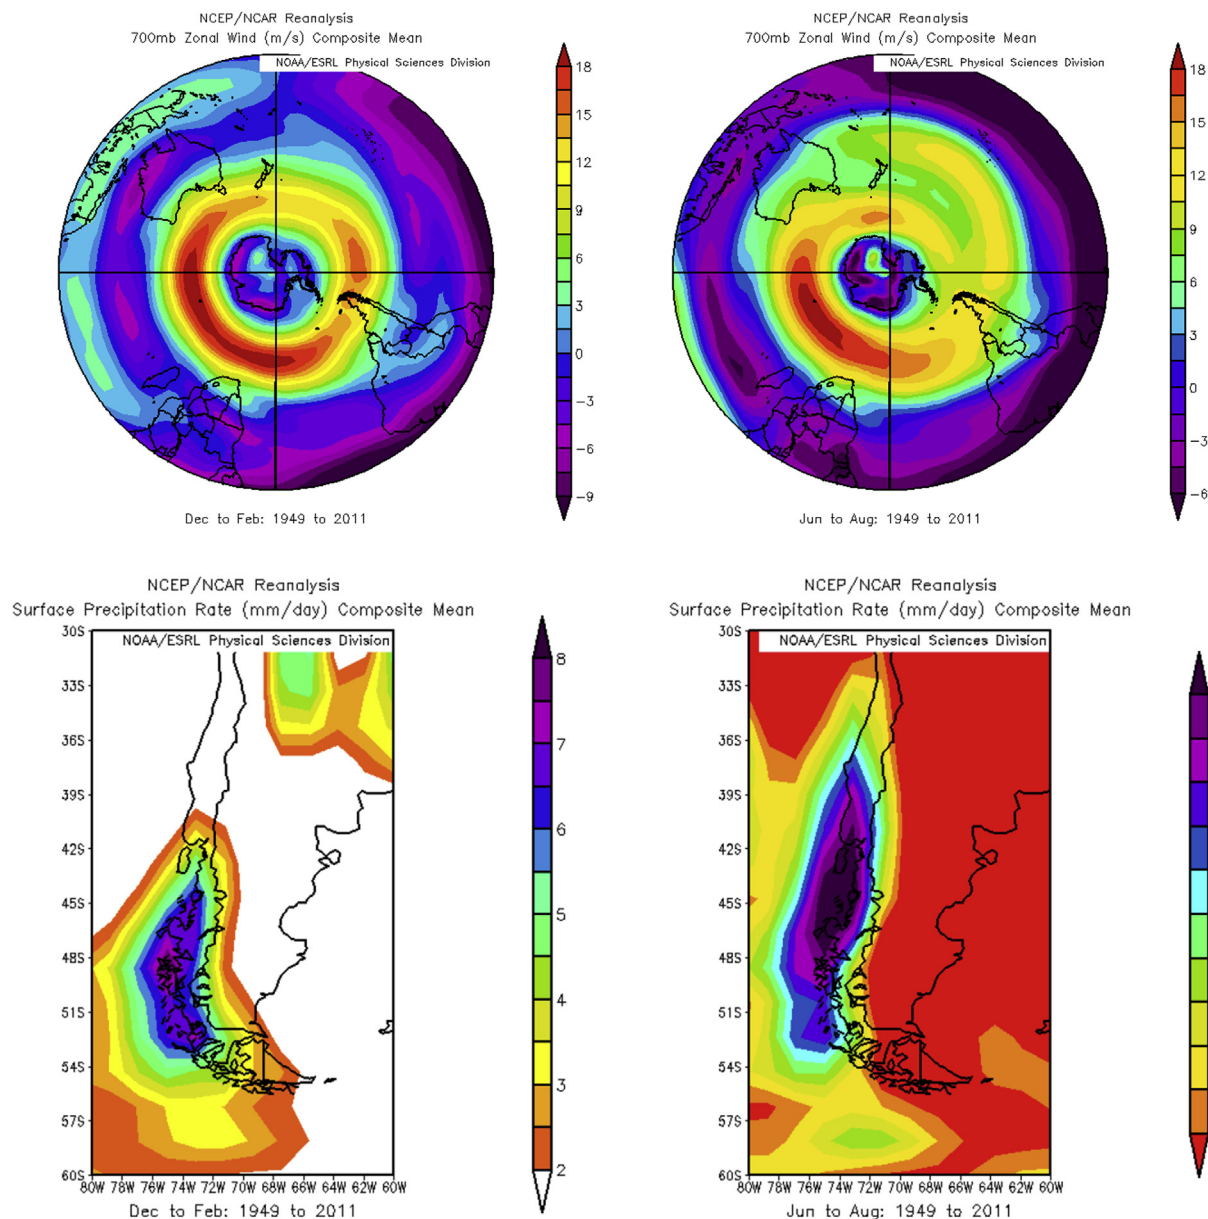 NCEP/NCAR Reanalysis
700mb Zonal Wind (m/s) Composite Mean
NOAA/ESRL Physical Sciences Division
18
15
12
9
6
3
0
−3
−6
−9
Dec to Feb: 1949 to 2011
NCEP/NCAR Reanalysis
700mb Zonal Wind (m/s) Composite Mean
NOAA/ESRL Physical Sciences Division
18
15
12
9
6
3
0
−3
−6
Jun to Aug: 1949 to 2011
NCEP/NCAR Reanalysis
Surface Precipitation Rate (mm/day) Composite Mean
NOAA/ESRL Physical Sciences Division
30S
33S
36S
39S
42S
45S
48S
51S
54S
57S
60S
80W 78W 76W 74W 72W 70W 68W 66W 64W 62W 60W
8
7
6
5
4
3
2
Dec to Feb: 1949 to 2011
NCEP/NCAR Reanalysis
Surface Precipitation Rate (mm/day) Composite Mean
NOAA/ESRL Physical Sciences Division
30S
33S
36S
39S
42S
45S
48S
51S
54S
57S
60S
80W 78W 76W 74W 72W 70W 68W 66W 64W 62W 60W
Jun to Aug: 1949 to 2011